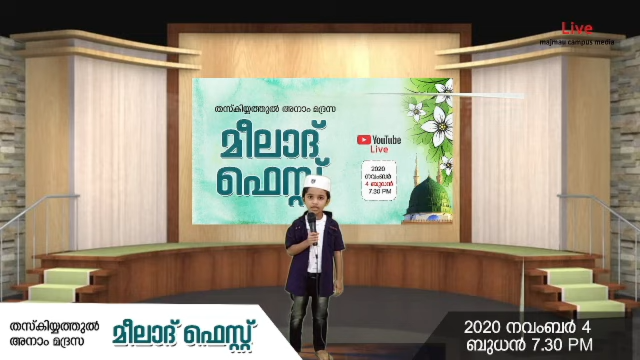 Live
majmau campus media
തസ്കിയ്യത്തുൽ അനാം മദ്രസ
മീലാദ്
ഫെസ്റ്റ്
YouTube
Live
2020
നവംബർ
4 ബുധൻ
7.30 PM
തസ്കിയ്യത്തുൽ
അനാം മദ്രസ
മീലാദ് ഫെസ്റ്റ്
2020 നവംബർ 4
ബുധൻ 7.30 PM